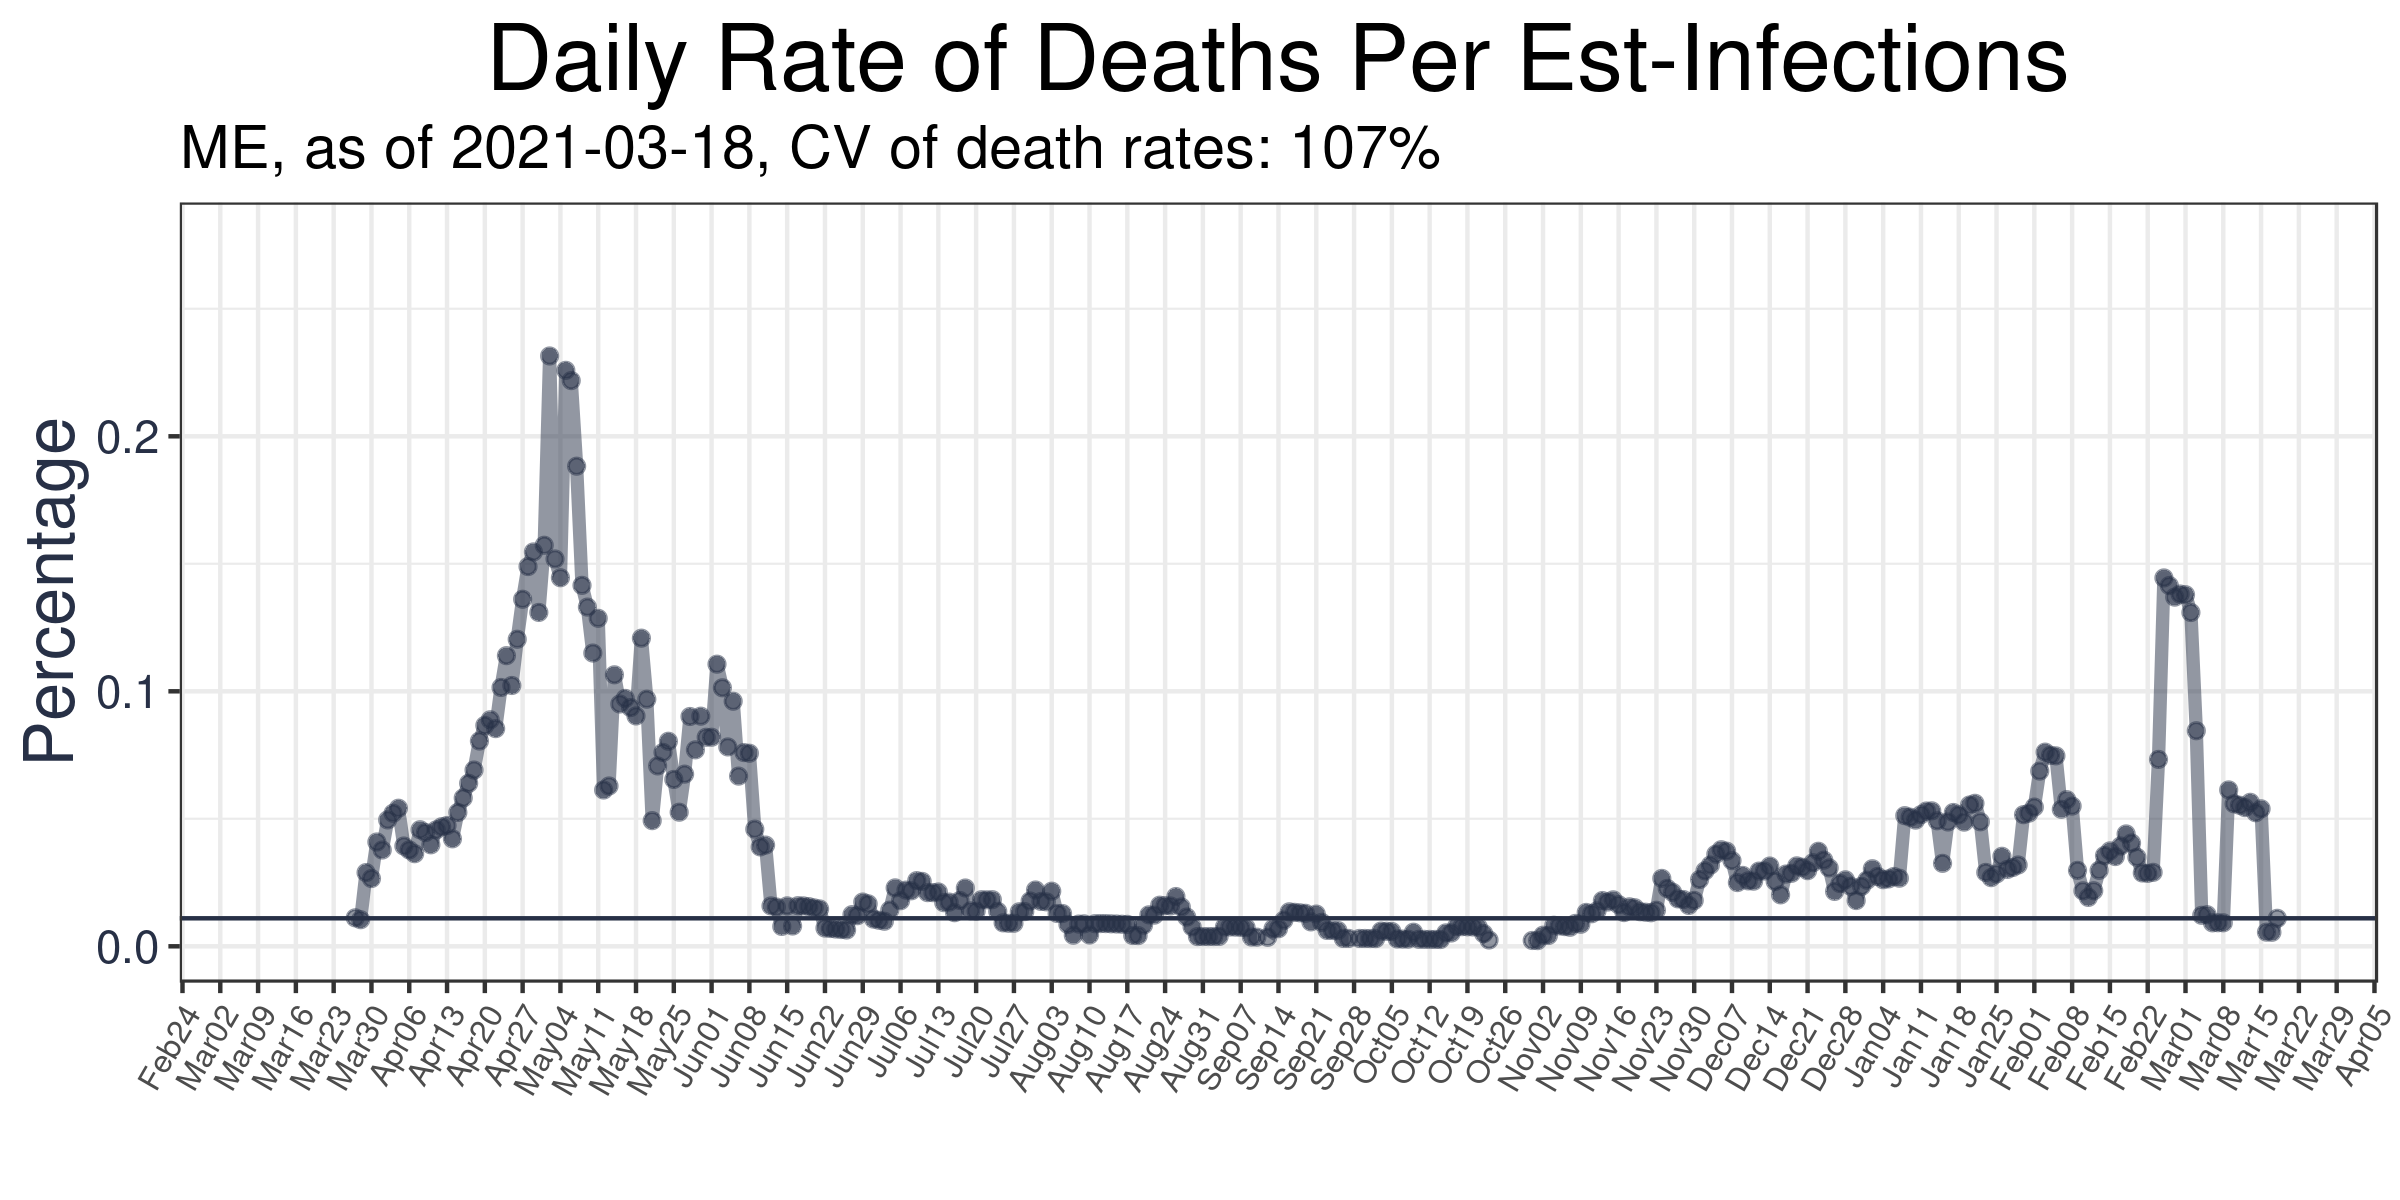 Daily Rate of Deaths Per Est-Infections
ME, as of 2021-03-18, CV of death rates: 107%
Percentage
0.2
0.1
0.0
Feb24
Mar02
Mar09
Mar16
Mar23
Mar30
Apr06
Apr13
Apr20
Apr27
May04
May11
May18
May25
Jun01
Jun08
Jun15
Jun22
Jun29
Jul06
Jul13
Jul20
Jul27
Aug03
Aug10
Aug17
Aug24
Aug31
Sep07
Sep14
Sep21
Sep28
Oct05
Oct12
Oct19
Oct26
Nov02
Nov09
Nov16
Nov23
Nov30
Dec07
Dec14
Dec21
Dec28
Jan04
Jan11
Jan18
Jan25
Feb01
Feb08
Feb15
Feb22
Mar01
Mar08
Mar15
Mar22
Mar29
Apr05